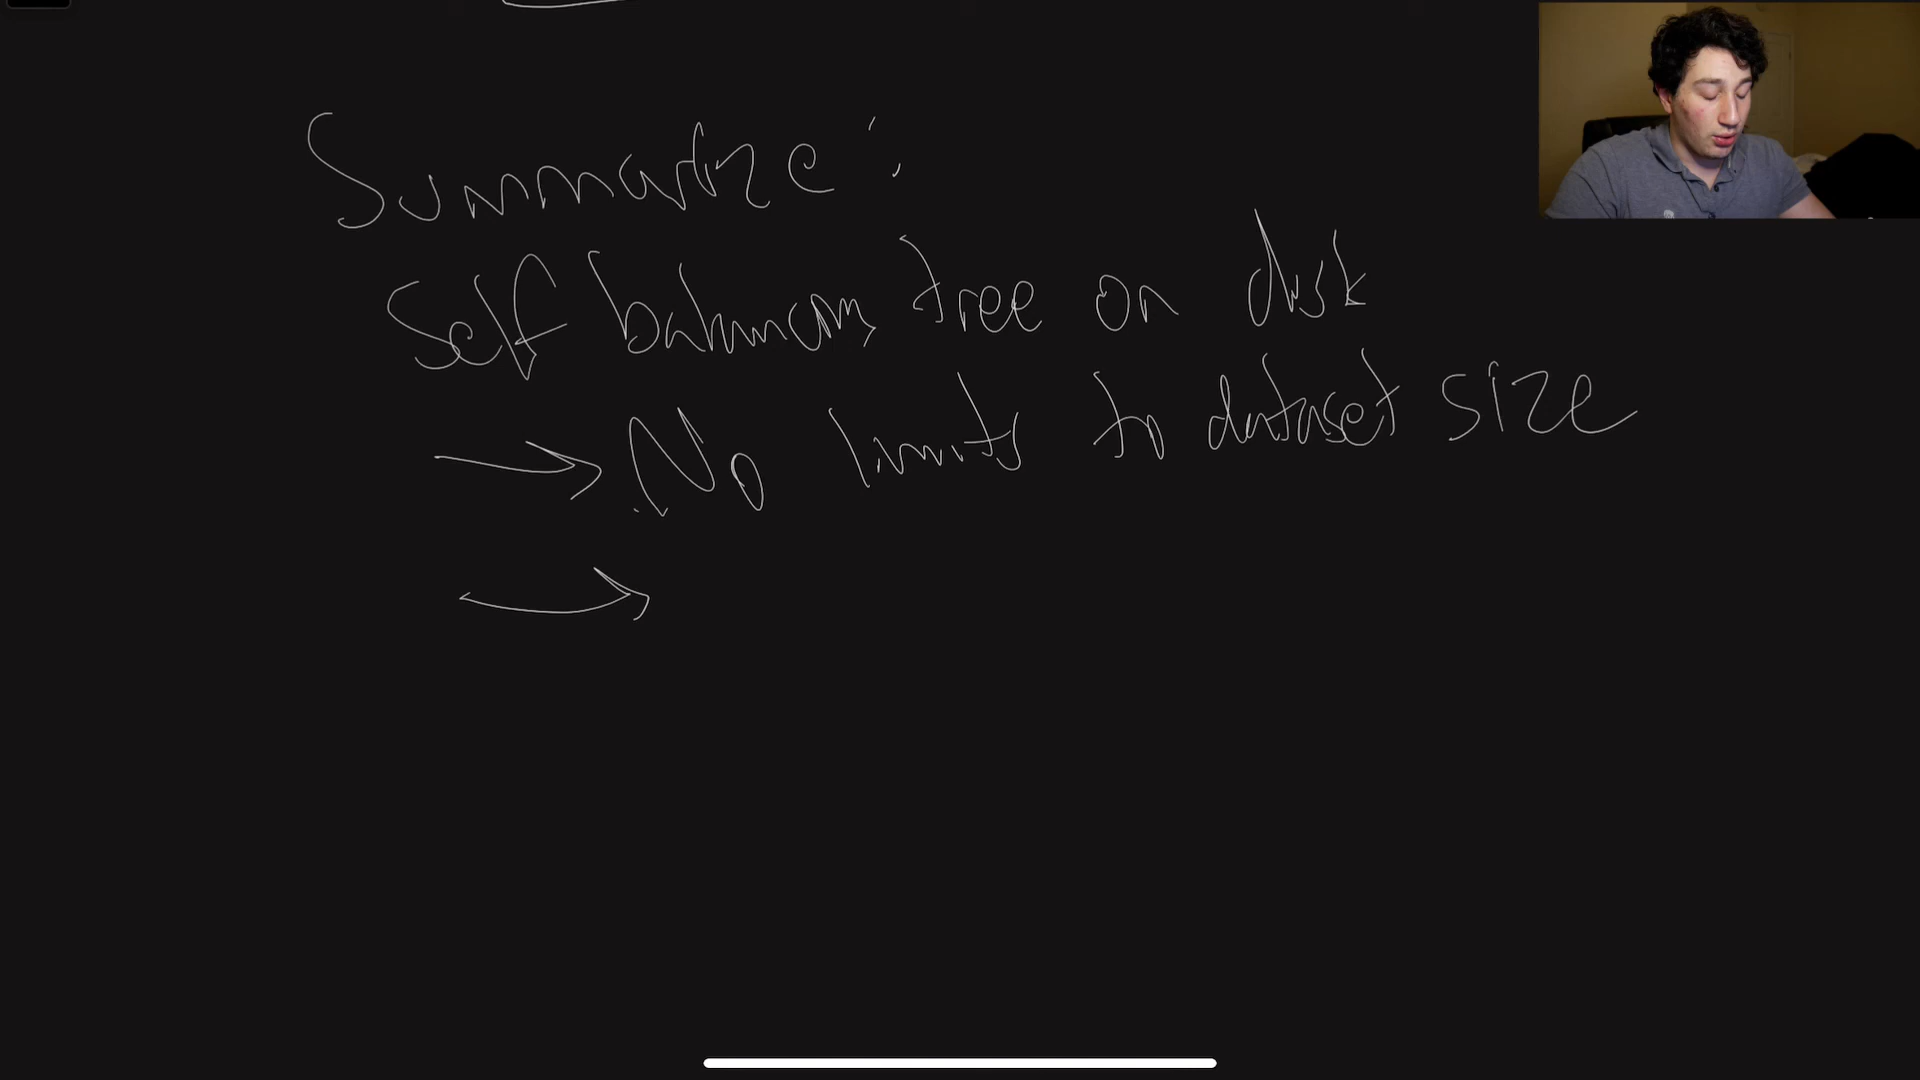 Summarize:
Self balancing tree on disk
→ No limits to dataset size
→